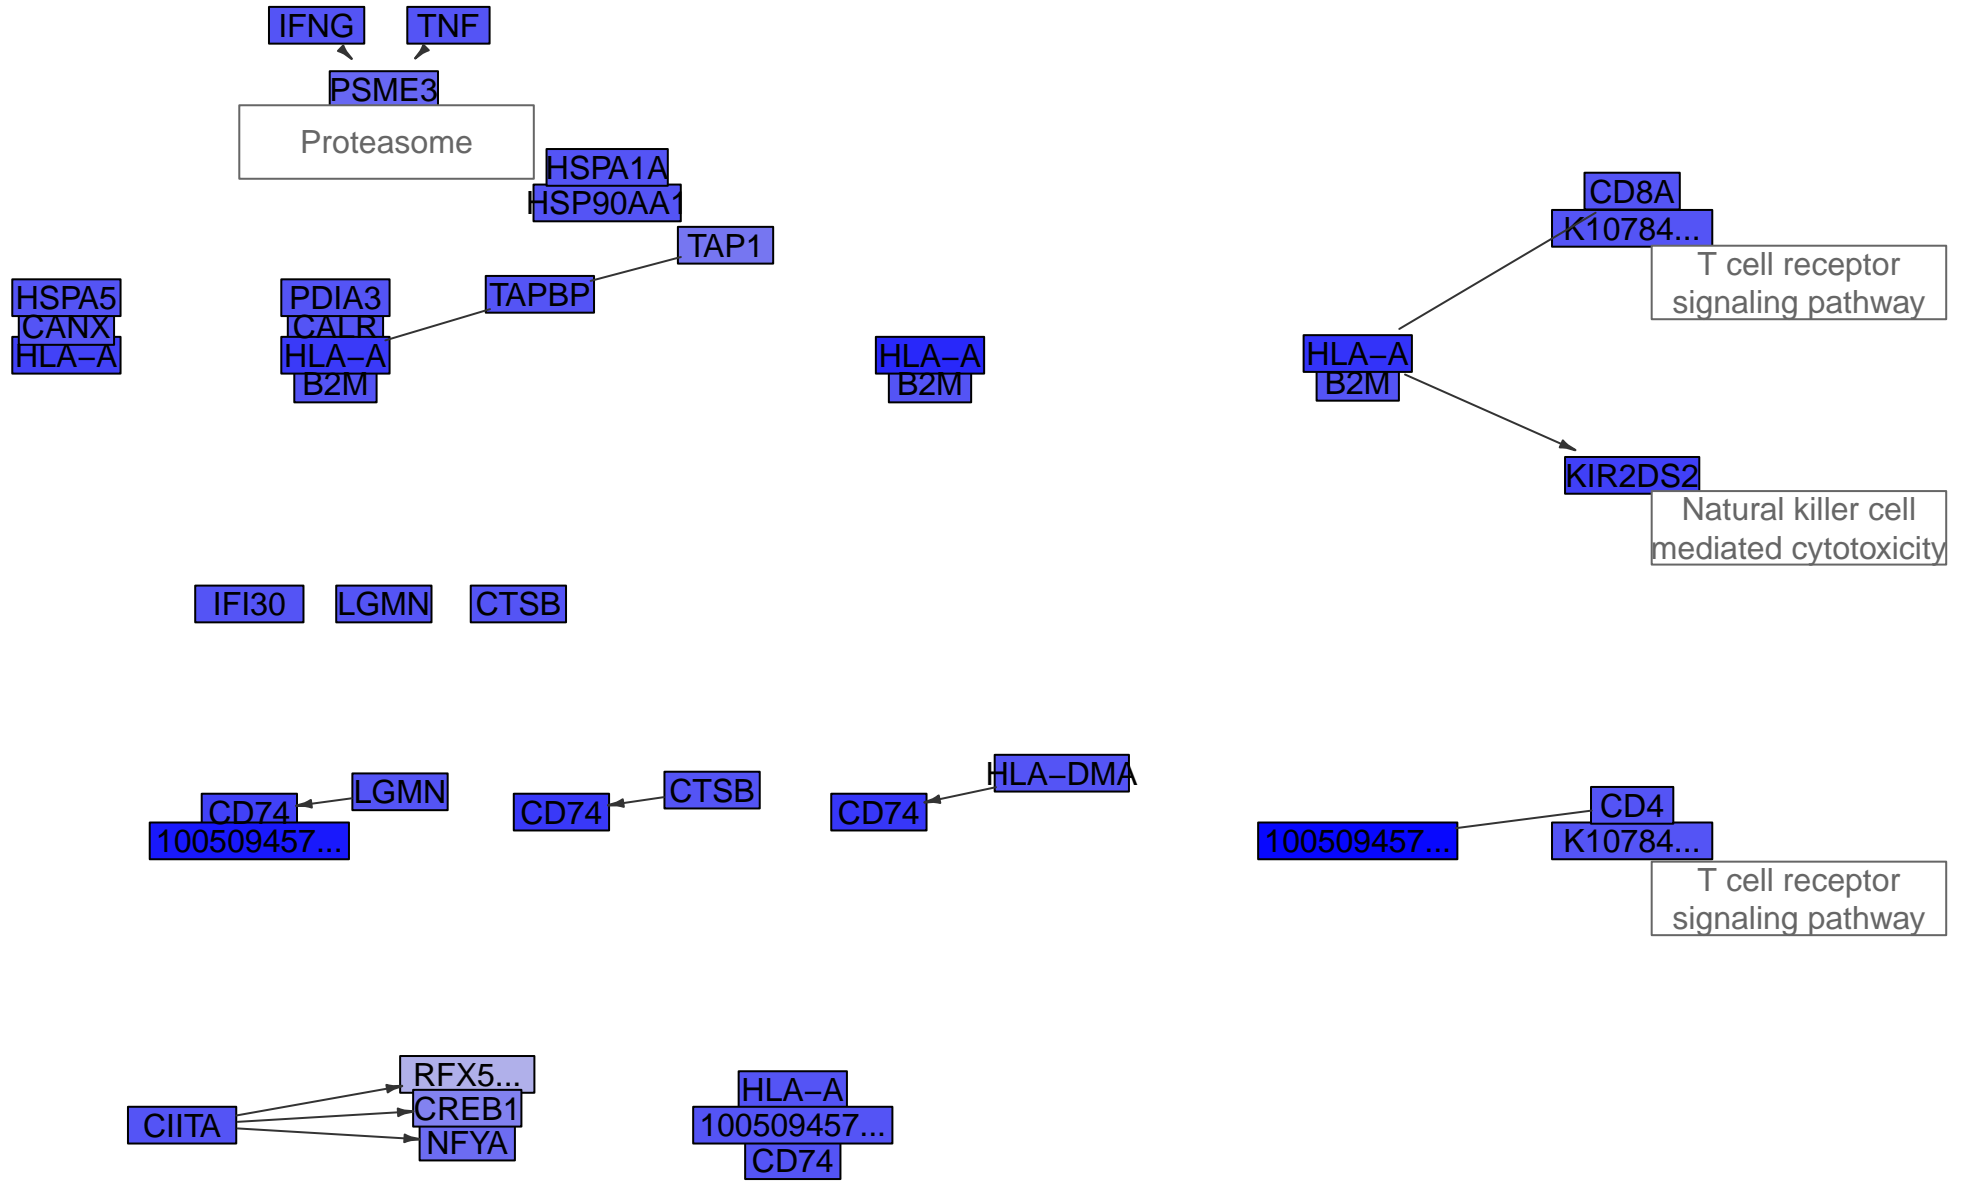 IFNG
TNF
PSME3
Proteasome
HSPA1A
HSP90AA1
TAP1
TAPBP
HSPA5
CANX
HLA−A
PDIA3
CALR
HLA−A
B2M
HLA−A
B2M
CD8A
K10784...
T cell receptor
signaling pathway
HLA−A
B2M
KIR2DS2
Natural killer cell
mediated cytotoxicity
IFI30
LGMN
CTSB
CD74
100509457...
LGMN
CD74
CTSB
CD74
HLA−DMA
100509457...
CD4
K10784...
T cell receptor
signaling pathway
CIITA
RFX5...
CREB1
NFYA
HLA−A
100509457...
CD74